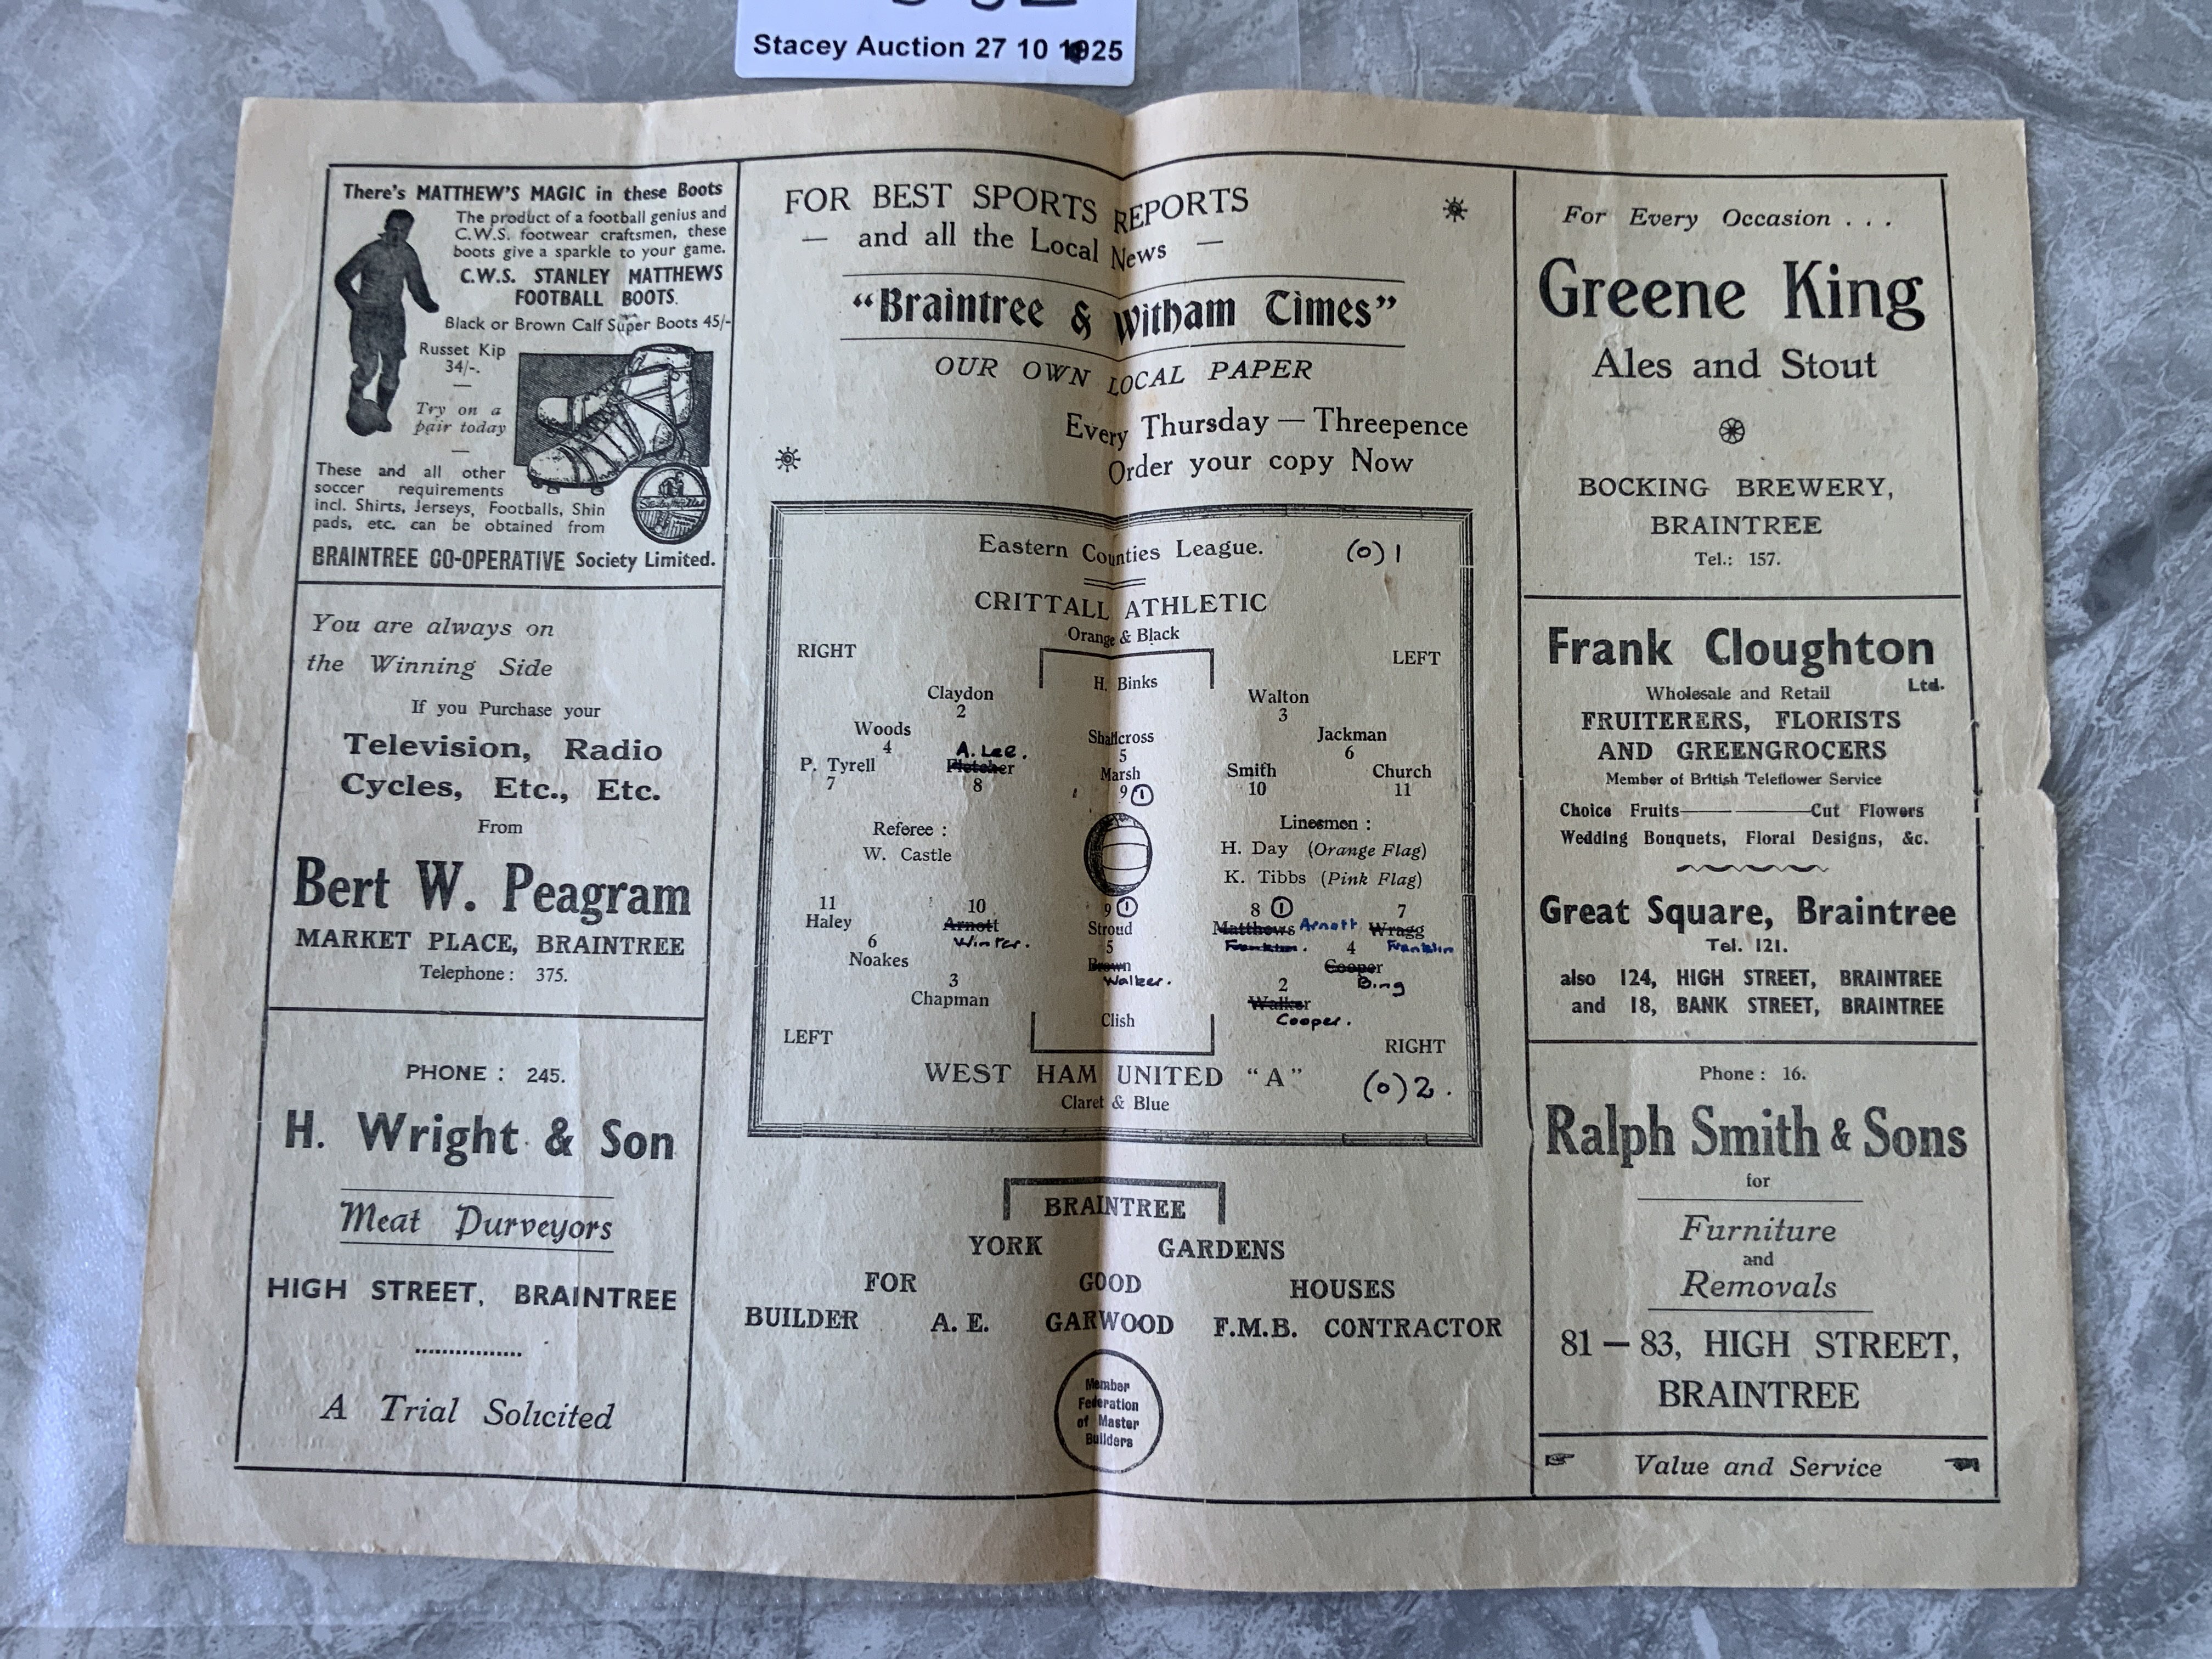 Stacey Auction 27 10 1925
There's MATTHEW'S MAGIC in these Boots
The product of a football genius and
C.W.S. footwear craftsmen, these
boots give a sparkle to your game.
C.W.S. STANLEY MATTHEWS
FOOTBALL BOOTS.
Black or Brown Calf Super Boots 45/-
Russet Kip
34/-.
Try on a
pair today
These and all other
soccer requirements
incl. Shirts, Jerseys, Footballs, Shin
pads, etc. can be obtained from
BRAINTREE CO-OPERATIVE Society Limited.
You are always on
the Winning Side
If you Purchase your
Television, Radio
Cycles, Etc., Etc.
From
Bert W. Peagram
MARKET PLACE, BRAINTREE
Telephone: 375.
PHONE: 245.
H. Wright & Son
Meat Purveyors
HIGH STREET, BRAINTREE
A Trial Solicited
FOR BEST SPORTS REPORTS
— and all the Local News —
"Braintree & Witham Times"
OUR OWN LOCAL PAPER
Every Thursday — Threepence
Order your copy Now
Eastern Counties League. (0) 1
CRITTALL ATHLETIC
Orange & Black
RIGHT LEFT
H. Binks
Claydon Walton
2 3
Woods Shallcross Jackman
4 5 6
A. Lee.
P. Tyrell Fletcher Marsh Smith Church
7 8 9 1 10 11
Referee: Linesmen:
W. Castle H. Day (Orange Flag)
K. Tibbs (Pink Flag)
11 10 9 1 8 1 7
Haley Arnott Stroud Matthews Arnott Wragg
Winter. Franklin. Franklin
6 5 4
Noakes Brown Cooper
Walker. Bing
3 2
Chapman Walker
Cooper.
Clish
LEFT RIGHT
WEST HAM UNITED "A" (0) 2.
Claret & Blue
BRAINTREE
YORK GARDENS
FOR GOOD HOUSES
BUILDER A. E. GARWOOD F.M.B. CONTRACTOR
Member
Federation
of Master
Builders
For Every Occasion . . .
Greene King
Ales and Stout
BOCKING BREWERY,
BRAINTREE
Tel.: 157.
Frank Cloughton
Ltd.
Wholesale and Retail
FRUITERERS, FLORISTS
AND GREENGROCERS
Member of British Teleflower Service
Choice Fruits——Cut Flowers
Wedding Bouquets, Floral Designs, &c.
Great Square, Braintree
Tel. 121.
also 124, HIGH STREET, BRAINTREE
and 18, BANK STREET, BRAINTREE
Phone: 16.
Ralph Smith & Sons
for
Furniture
and
Removals
81 — 83, HIGH STREET,
BRAINTREE
Value and Service